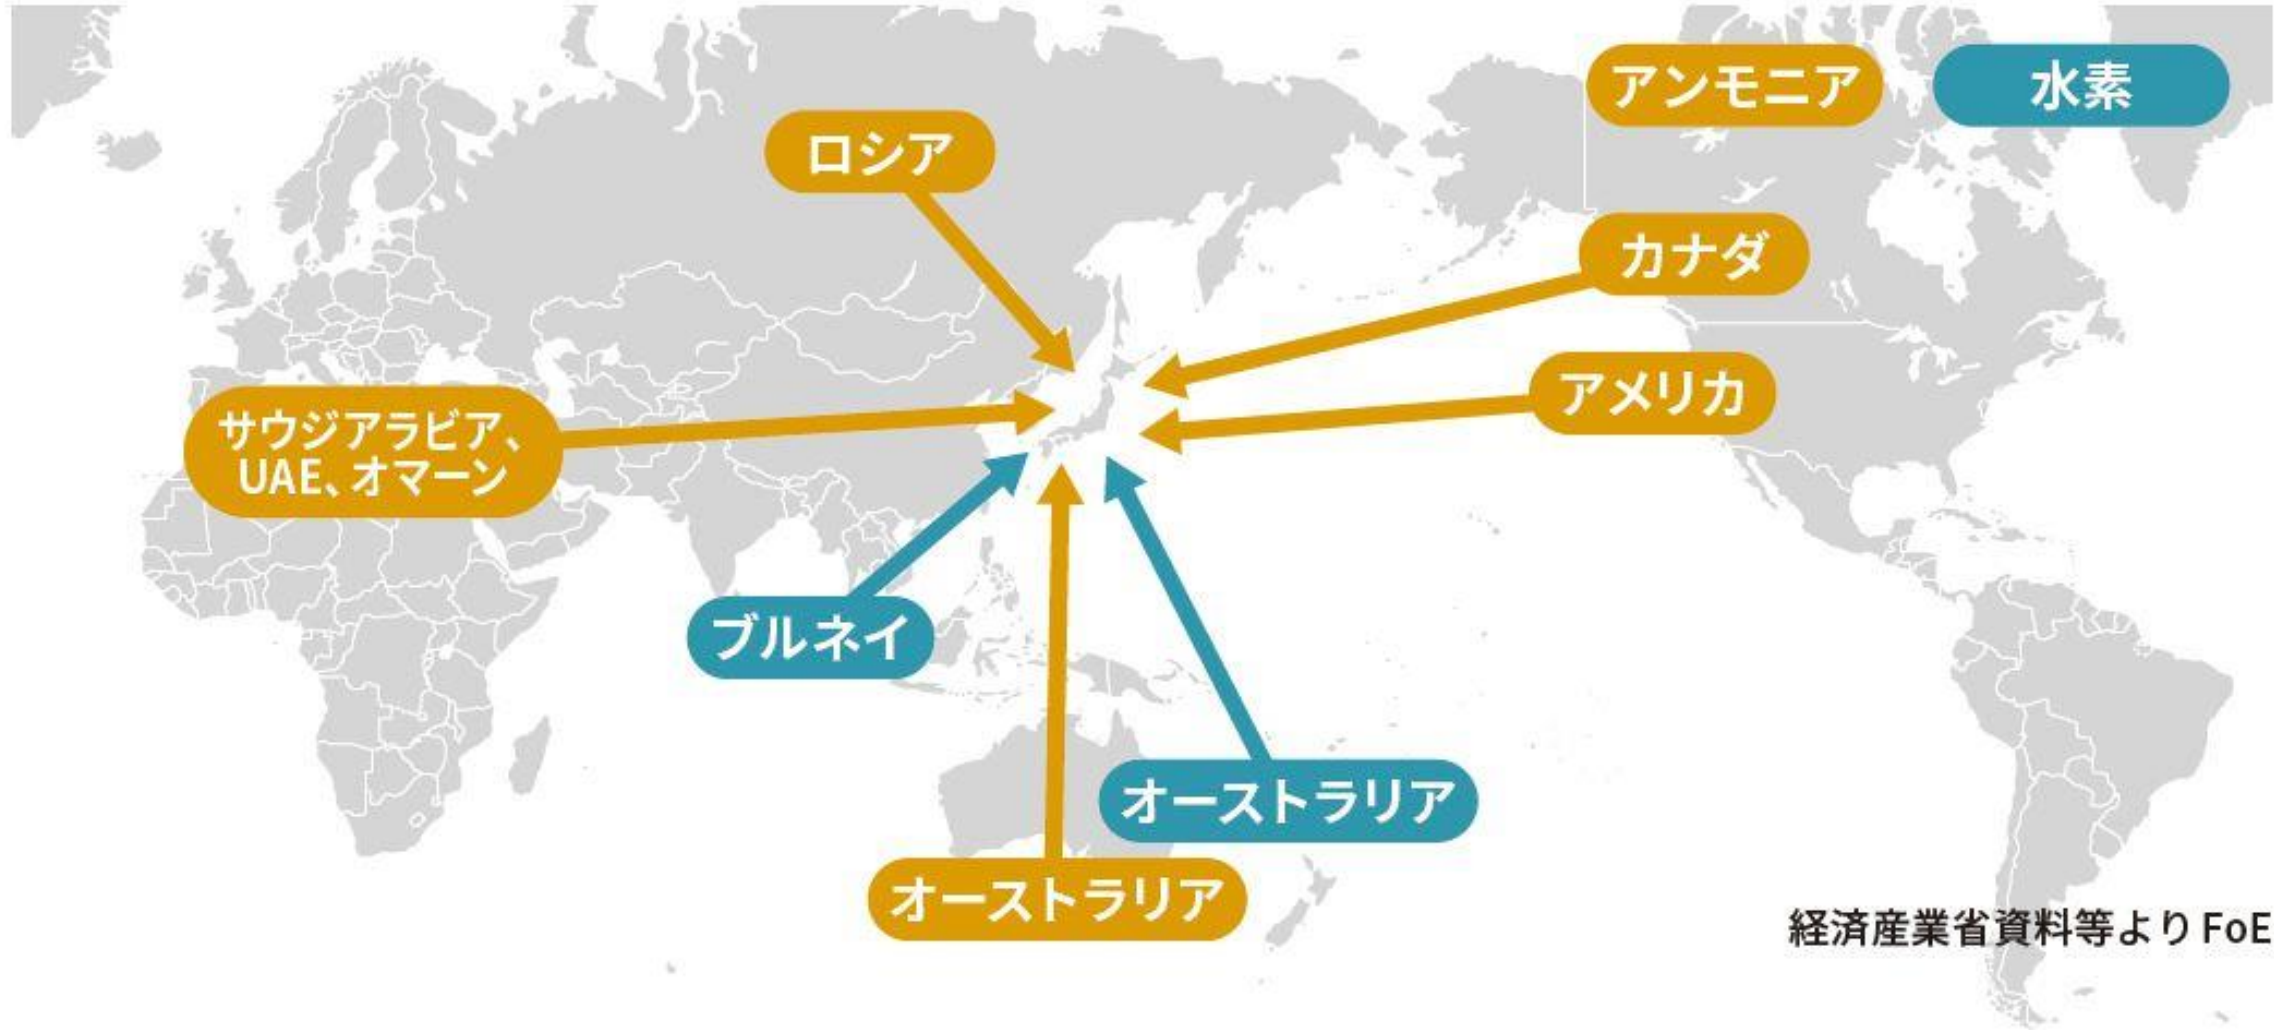 アンモニア
水素
ロシア
カナダ
アメリカ
サウジアラビア、
UAE、オマーン
ブルネイ
オーストラリア
オーストラリア
経済産業省資料等よりFoE